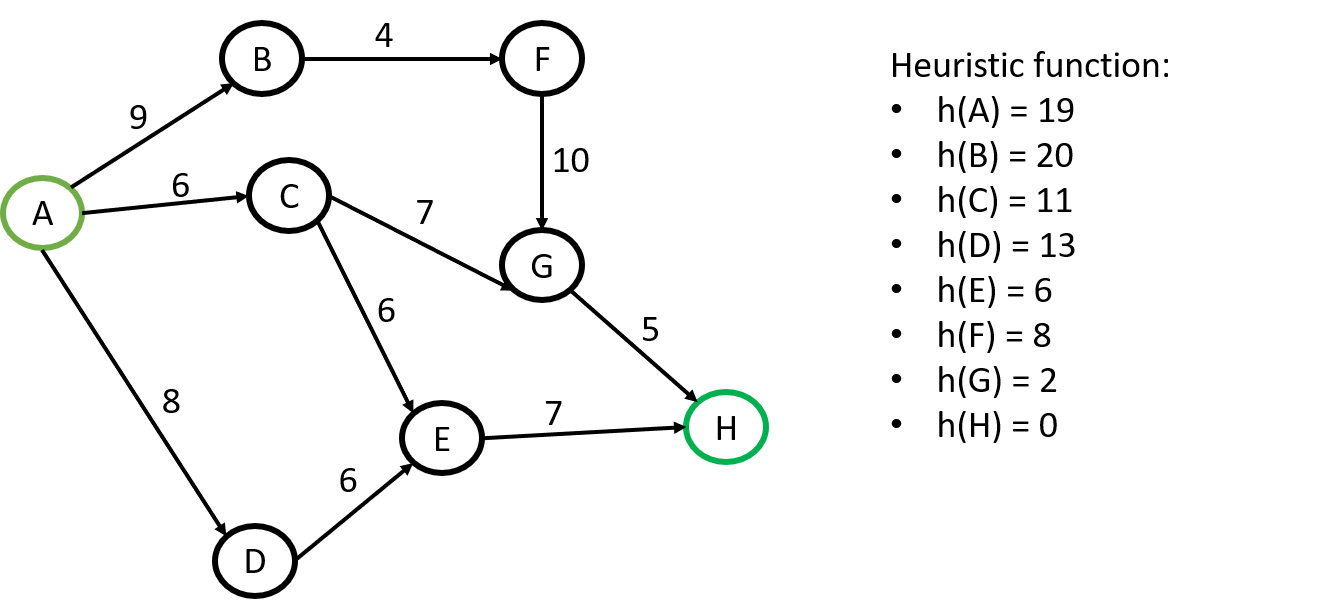 B
4
F
9
10
A
6
C
7
G
6
5
8
7
E
H
6
D
Heuristic function:
• h(A) = 19
• h(B) = 20
• h(C) = 11
• h(D) = 13
• h(E) = 6
• h(F) = 8
• h(G) = 2
• h(H) = 0